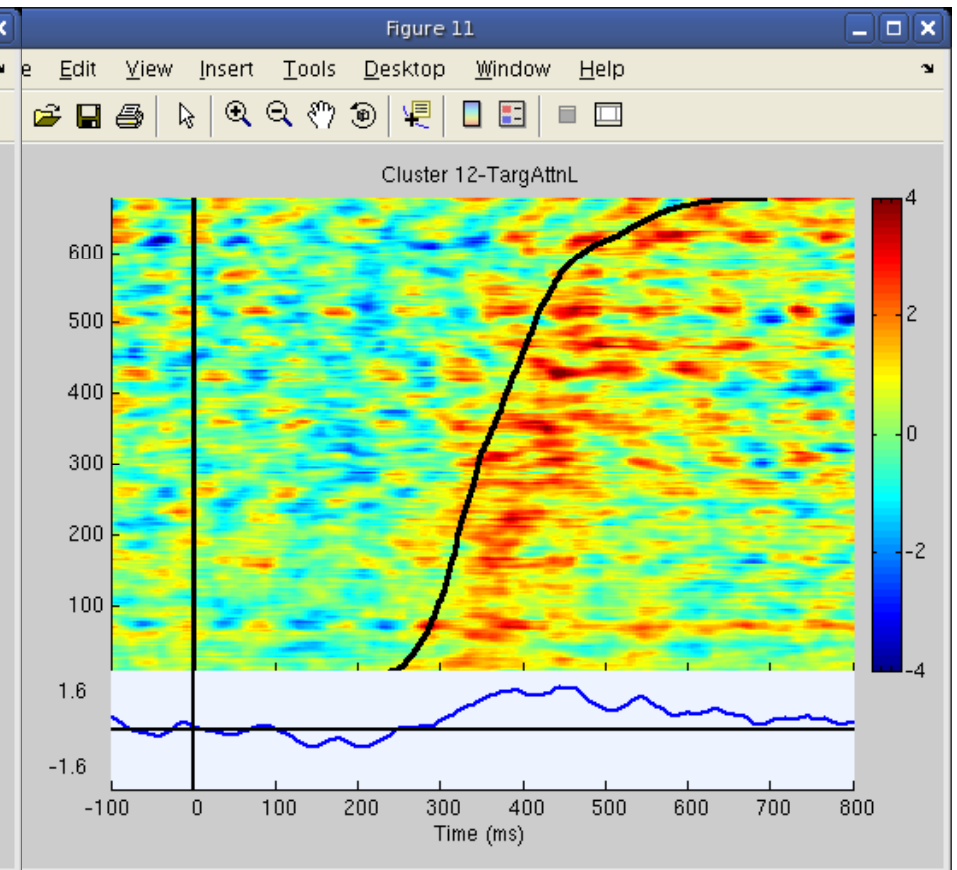 Figure 11
e Edit View Insert Tools Desktop Window Help
Cluster 12-TargAttnL
600
500
400
300
200
100
4
2
0
-2
-4
1.6
-1.6
-100 0 100 200 300 400 500 600 700 800
Time (ms)